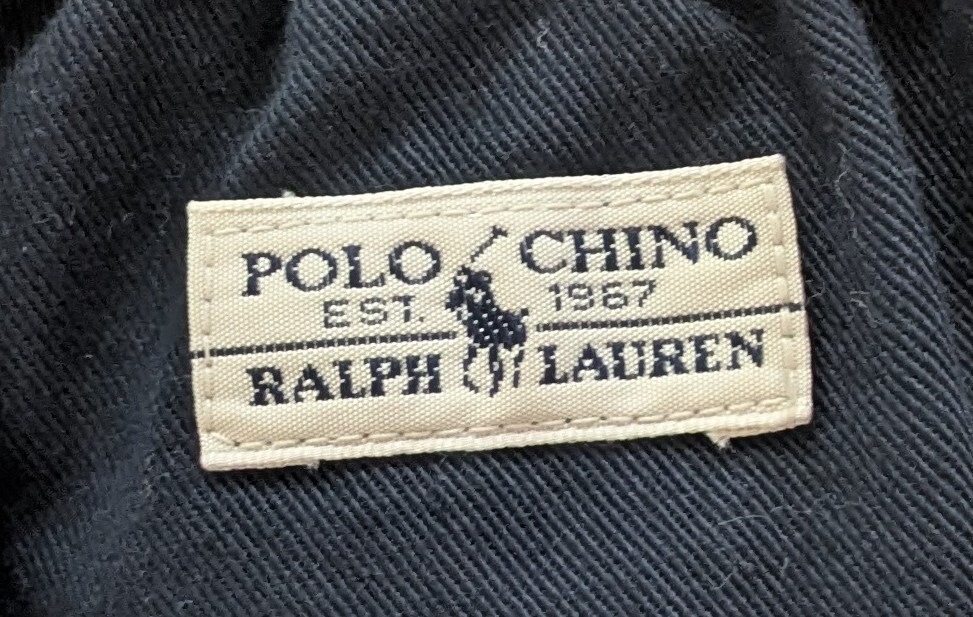 POLO CHINO
EST. 1967
RALPH LAUREN